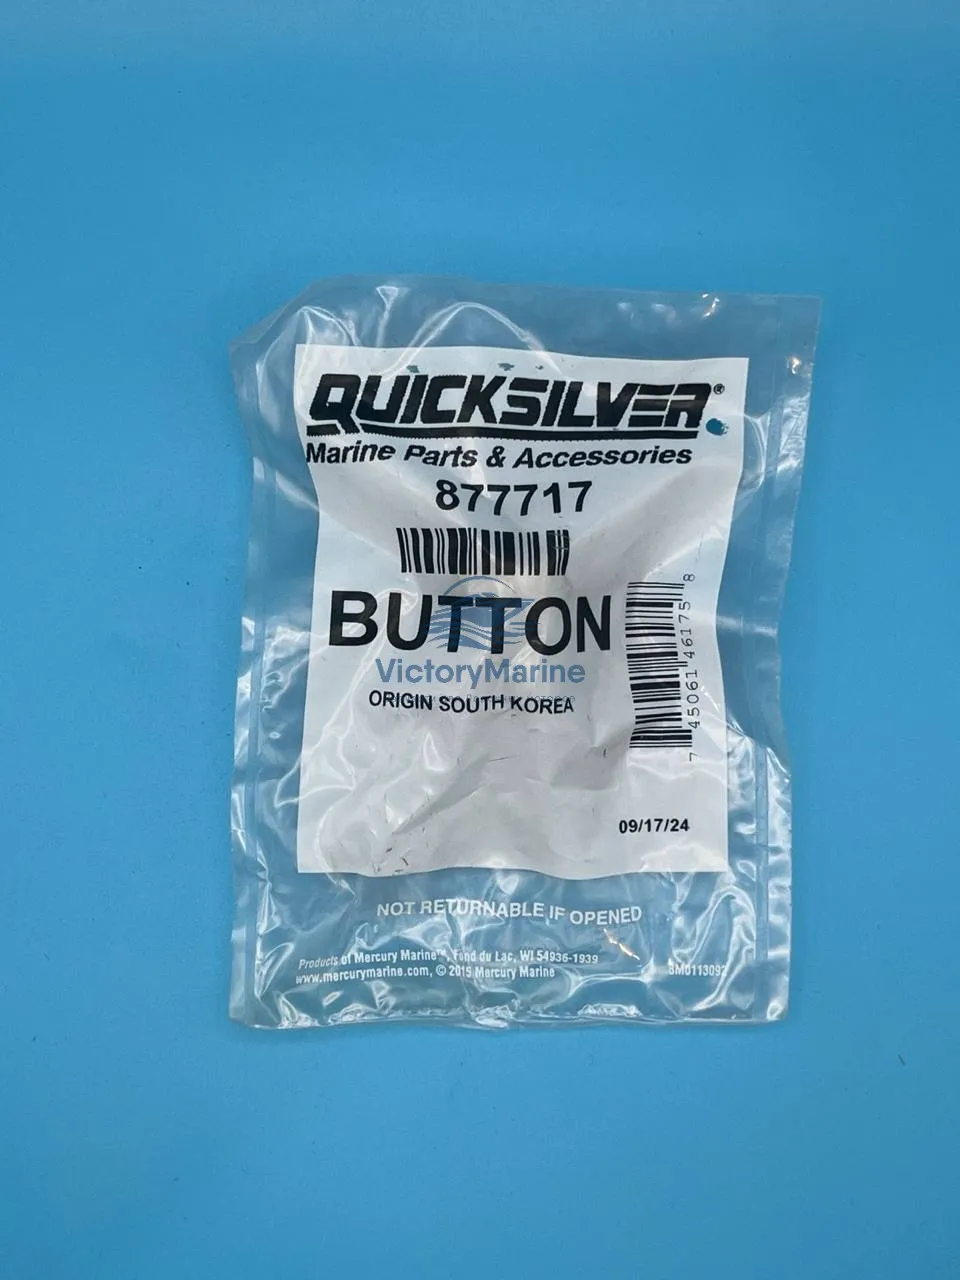 QUICKSILVER®
Marine Parts & Accessories
877717
BUTTON
VictoryMarine
ORIGIN SOUTH KOREA
7 45061 46175 8
09/17/24
NOT RETURNABLE IF OPENED
Products of Mercury Marine™, Fond du Lac, WI 54936-1939
www.mercurymarine.com, © 2015 Mercury Marine
8M0113092